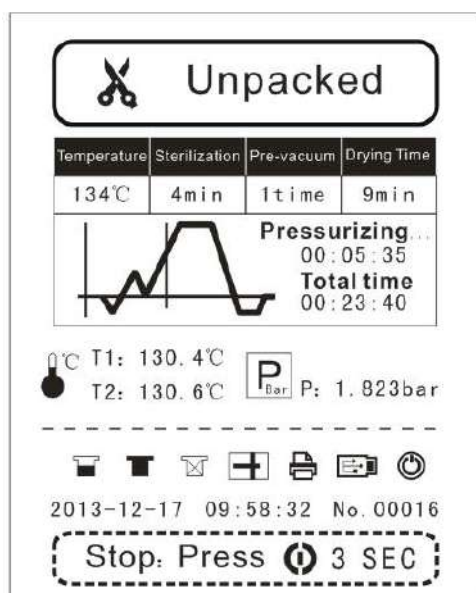 Unpacked
Temperature Sterilization Pre-vacuum Drying Time
134℃ 4min 1time 9min
Pressurizing...
00:05:35
Total time
00:23:40
℃ T1: 130.4℃
T2: 130.6℃
P
Bar P: 1.823bar
2013-12-17 09:58:32 No.00016
Stop: Press 3 SEC